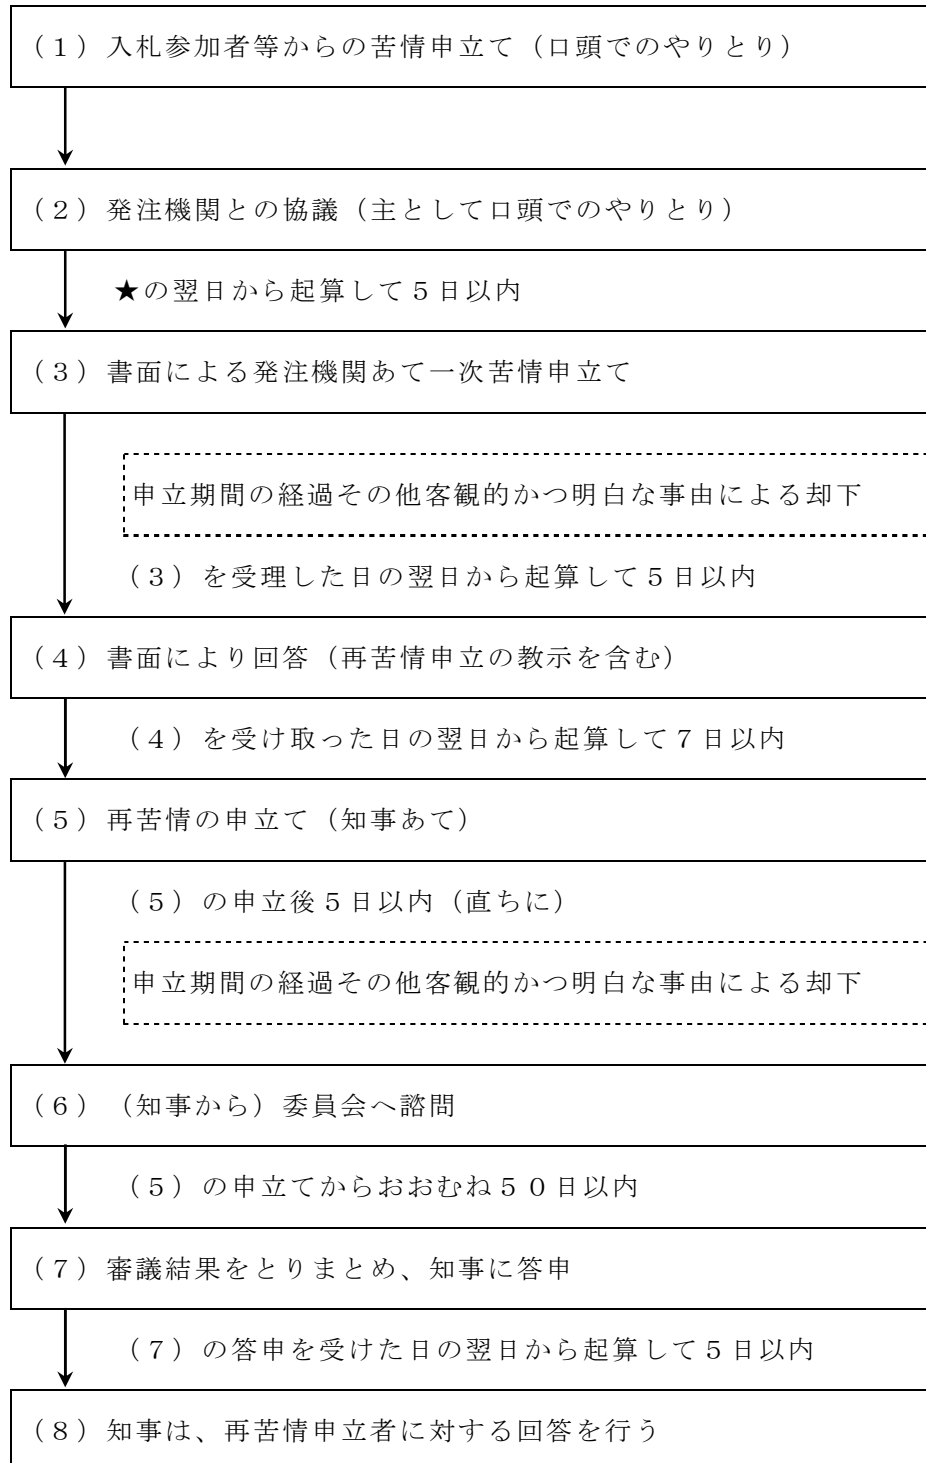 （１）入札参加者等からの苦情申立て（口頭でのやりとり）
（２）発注機関との協議（主として口頭でのやりとり）
★の翌日から起算して５日以内
（３）書面による発注機関あて一次苦情申立て
申立期間の経過その他客観的かつ明白な事由による却下
（３）を受理した日の翌日から起算して５日以内
（４）書面により回答（再苦情申立の教示を含む）
（４）を受け取った日の翌日から起算して７日以内
（５）再苦情の申立て（知事あて）
（５）の申立後５日以内（直ちに）
申立期間の経過その他客観的かつ明白な事由による却下
（６）（知事から）委員会へ諮問
（５）の申立てからおおむね５０日以内
（７）審議結果をとりまとめ、知事に答申
（７）の答申を受けた日の翌日から起算して５日以内
（８）知事は、再苦情申立者に対する回答を行う